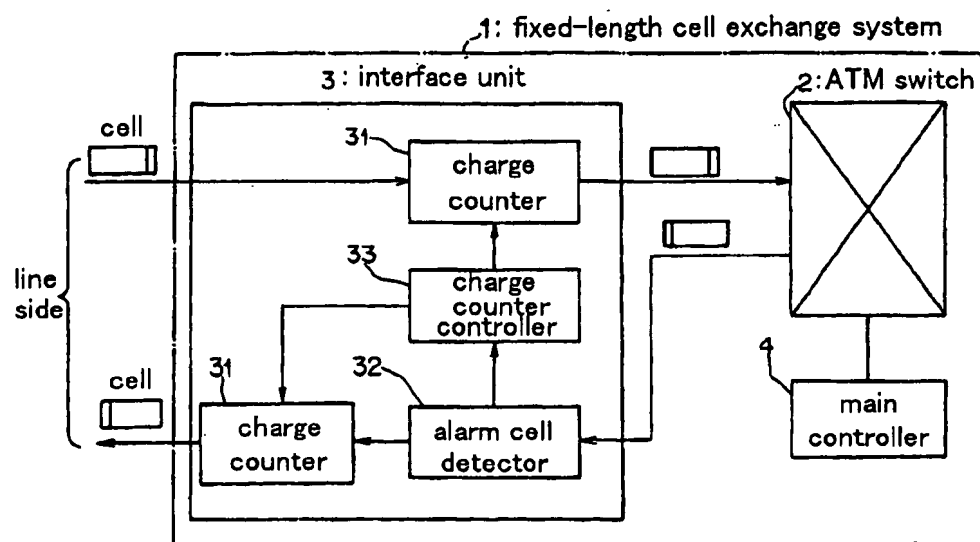 1: fixed-length cell exchange system
3: interface unit
2: ATM switch
cell
31
charge
counter
33
charge
counter
controller
line
side
cell
31
charge
counter
32
alarm cell
detector
4
main
controller